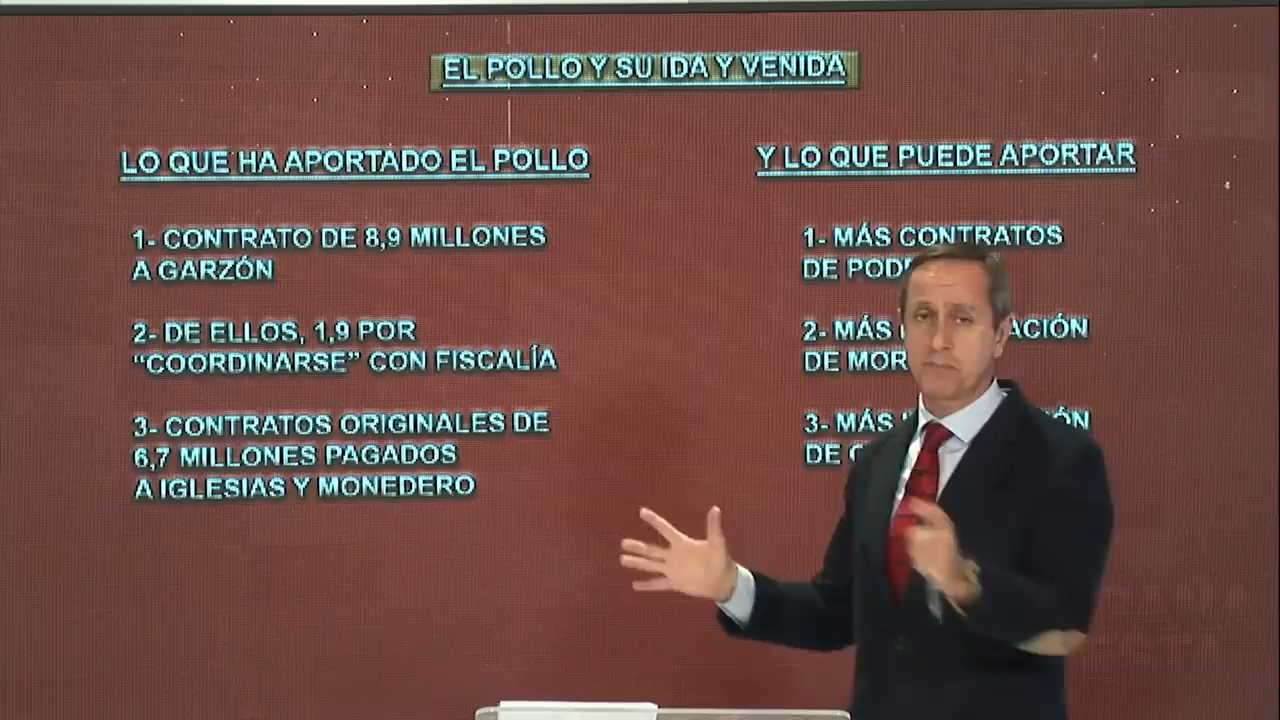 EL POLLO Y SU IDA Y VENIDA
LO QUE HA APORTADO EL POLLO
1- CONTRATO DE 8,9 MILLONES
A GARZÓN
2- DE ELLOS, 1,9 POR
“COORDINARSE” CON FISCALÍA
3- CONTRATOS ORIGINALES DE
6,7 MILLONES PAGADOS
A IGLESIAS Y MONEDERO
Y LO QUE PUEDE APORTAR
1- MÁS CONTRATOS
DE
2- MÁS
DE
3- MÁS
DE